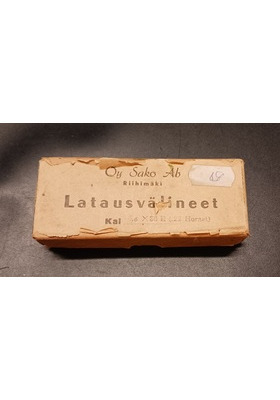 Oy Sako Ab
Riihimäki
Latausvälineet
Kal